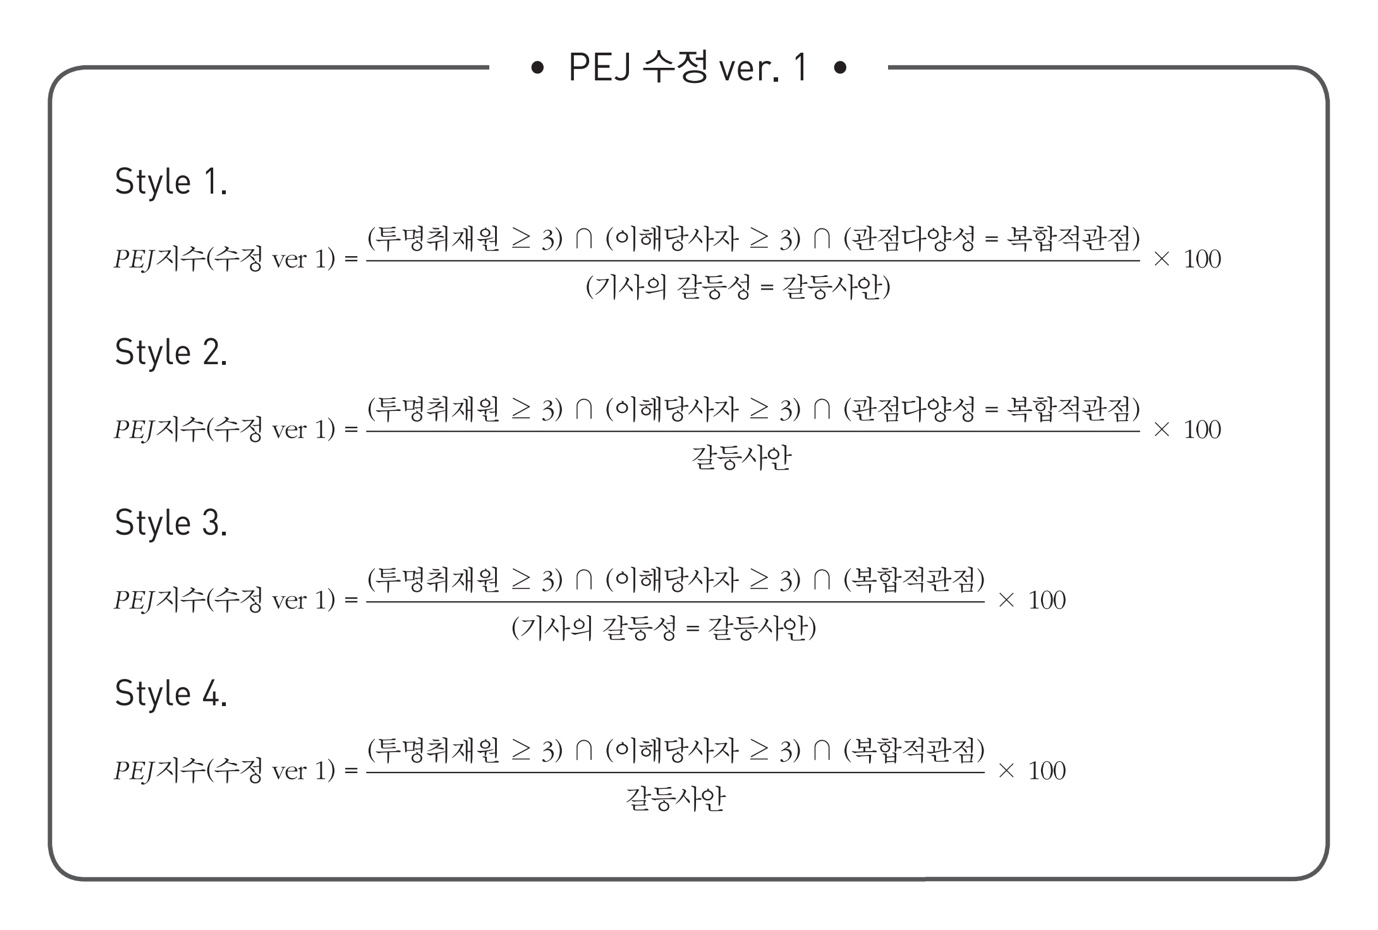 • PEJ 수정 ver. 1 •
Style 1.
PEJ지수(수정 ver 1) = (투명취재원 ≥ 3) ∩ (이해당사자 ≥ 3) ∩ (관점다양성 = 복합적관점) × 100
(기사의 갈등성 = 갈등사안)
Style 2.
PEJ지수(수정 ver 1) = (투명취재원 ≥ 3) ∩ (이해당사자 ≥ 3) ∩ (관점다양성 = 복합적관점) × 100
갈등사안
Style 3.
PEJ지수(수정 ver 1) = (투명취재원 ≥ 3) ∩ (이해당사자 ≥ 3) ∩ (복합적관점) × 100
(기사의 갈등성 = 갈등사안)
Style 4.
PEJ지수(수정 ver 1) = (투명취재원 ≥ 3) ∩ (이해당사자 ≥ 3) ∩ (복합적관점) × 100
갈등사안